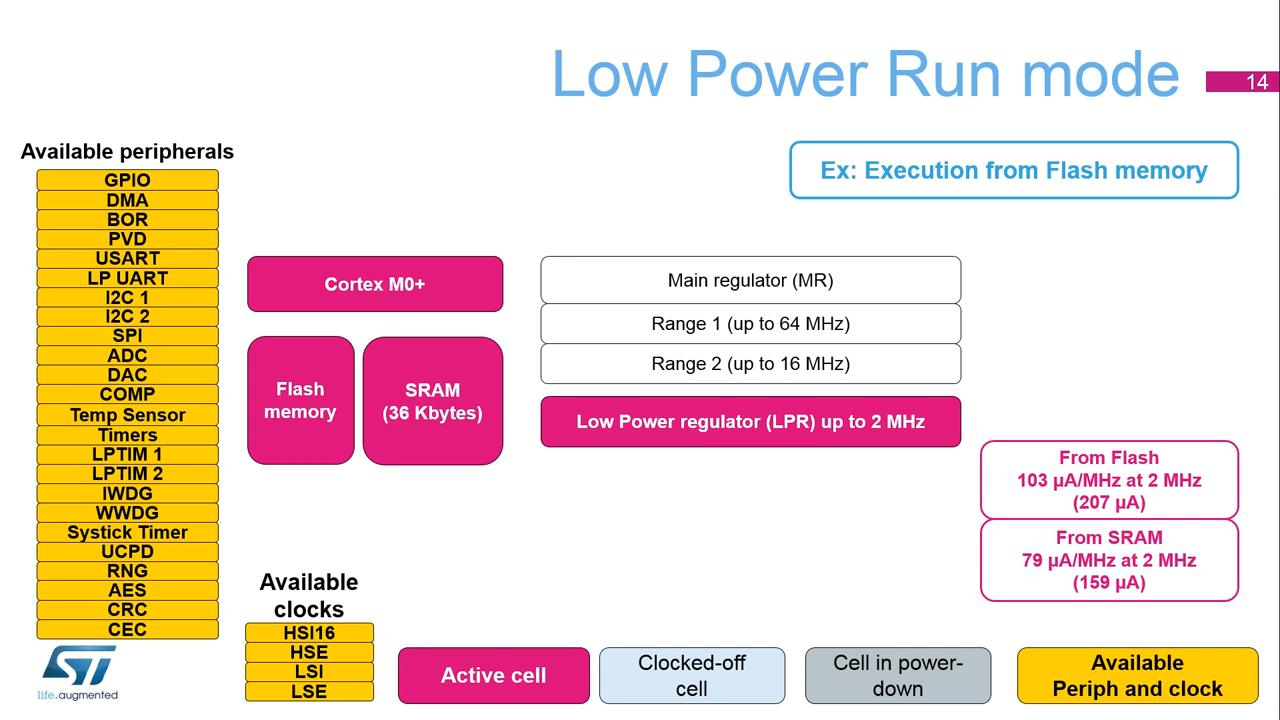 Low Power Run mode
14
Available peripherals
GPIO
DMA
BOR
PVD
USART
LP UART
I2C 1
I2C 2
SPI
ADC
DAC
COMP
Temp Sensor
Timers
LPTIM 1
LPTIM 2
IWDG
WWDG
Systick Timer
UCPD
RNG
AES
CRC
CEC
Ex: Execution from Flash memory
Cortex M0+
Flash
memory
SRAM
(36 Kbytes)
Main regulator (MR)
Range 1 (up to 64 MHz)
Range 2 (up to 16 MHz)
Low Power regulator (LPR) up to 2 MHz
From Flash
103 µA/MHz at 2 MHz
(207 µA)
From SRAM
79 µA/MHz at 2 MHz
(159 µA)
Available
clocks
HSI16
HSE
LSI
LSE
ST
life.augmented
Active cell
Clocked-off
cell
Cell in power-
down
Available
Periph and clock